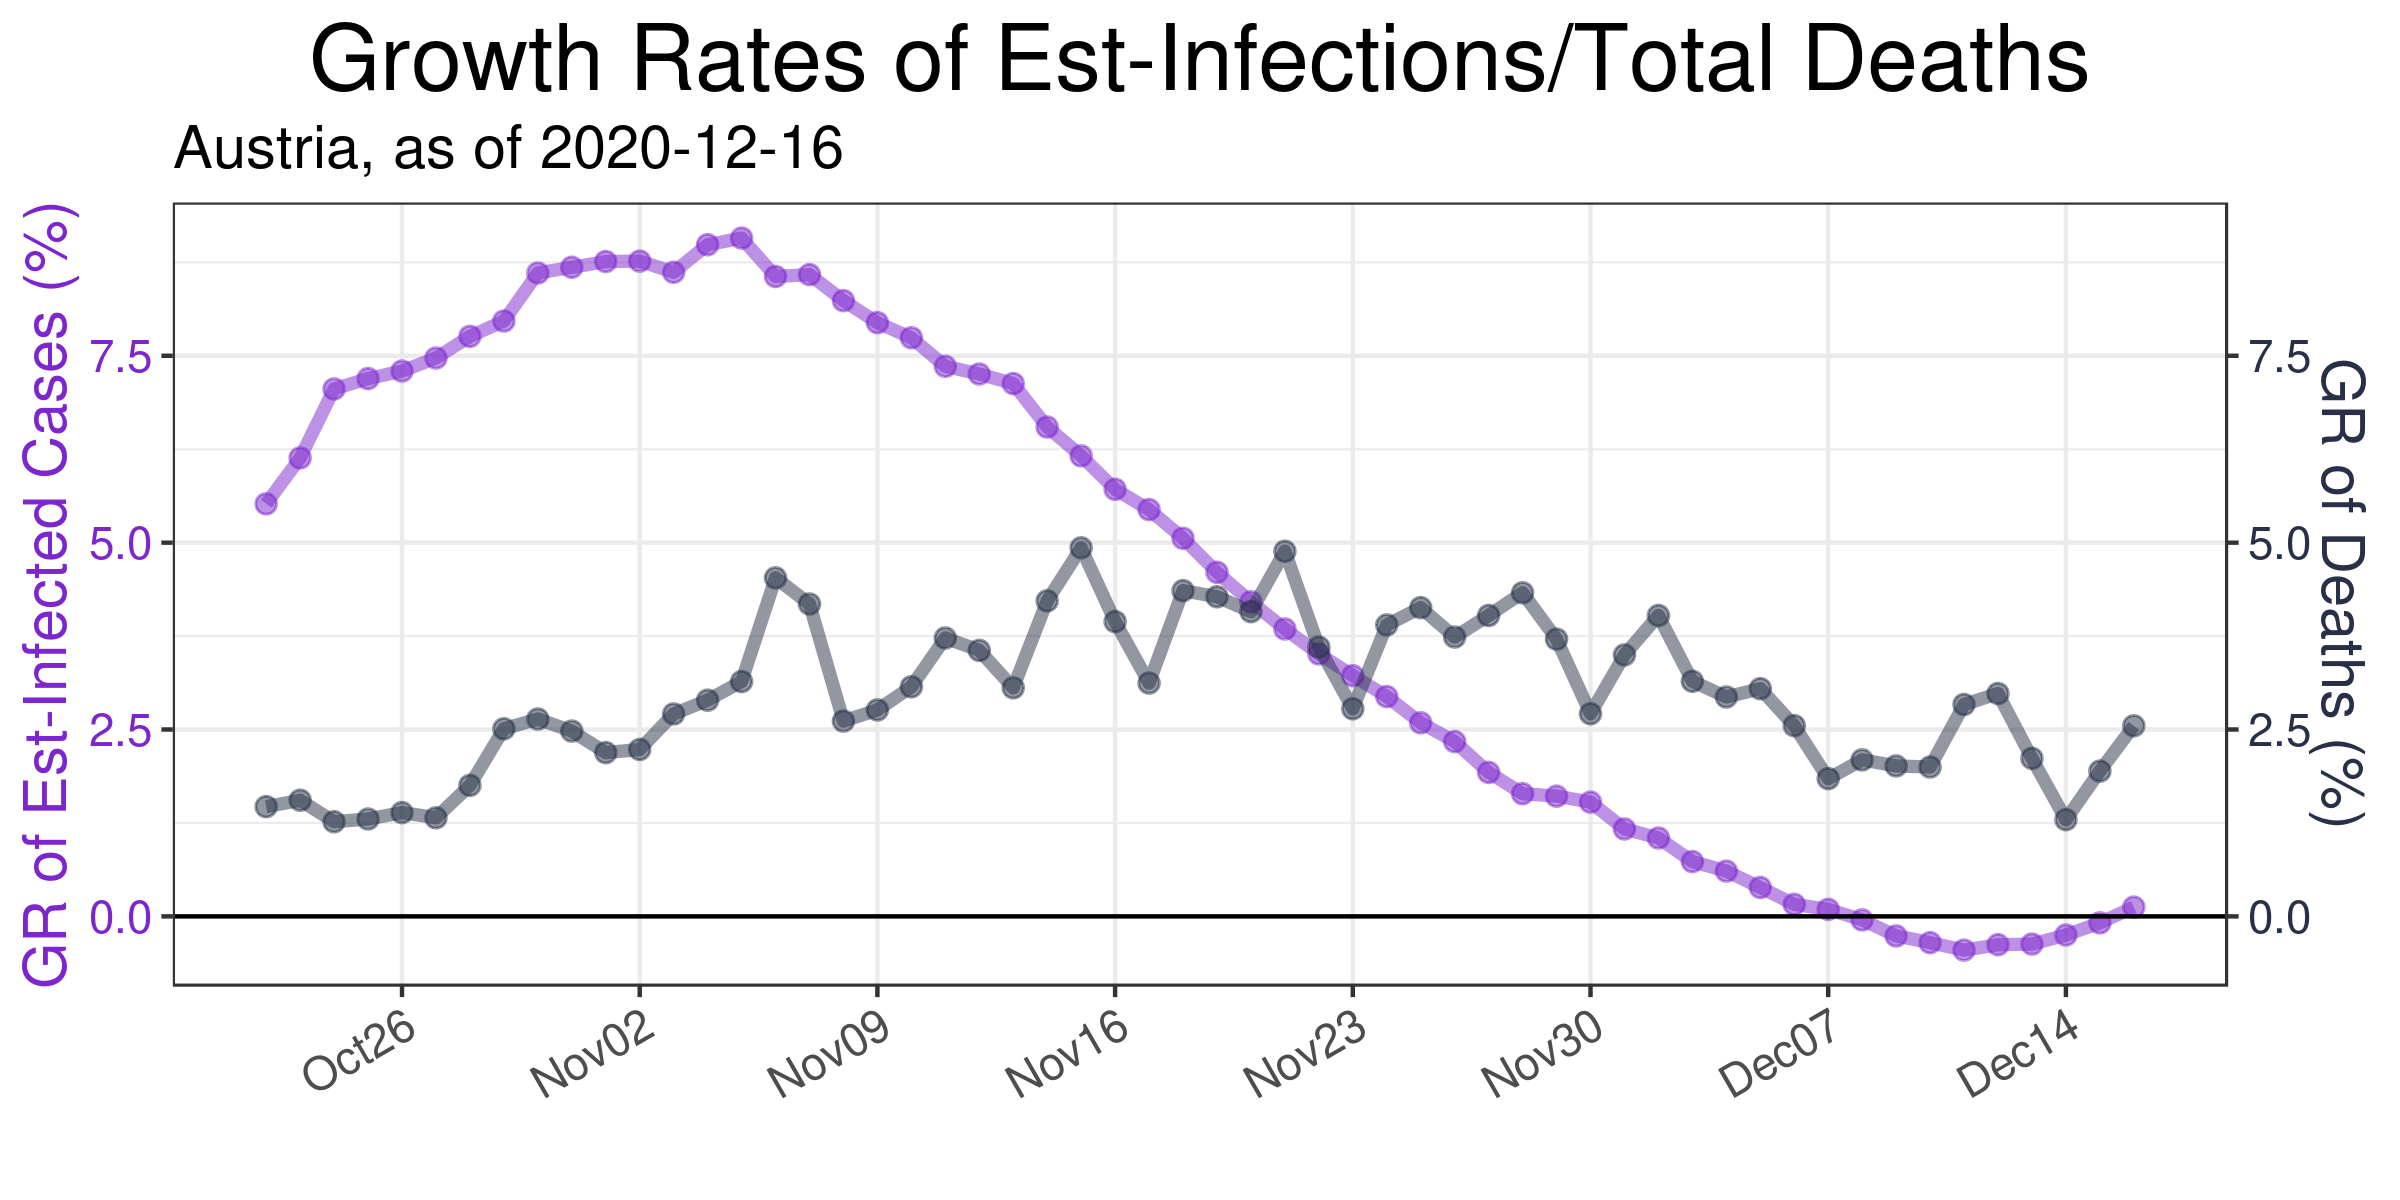 Growth Rates of Est-Infections/Total Deaths
Austria, as of 2020-12-16
GR of Est-Infected Cases (%)
7.5
5.0
2.5
0.0
7.5
5.0
2.5
0.0
GR of Deaths (%)
Oct26
Nov02
Nov09
Nov16
Nov23
Nov30
Dec07
Dec14